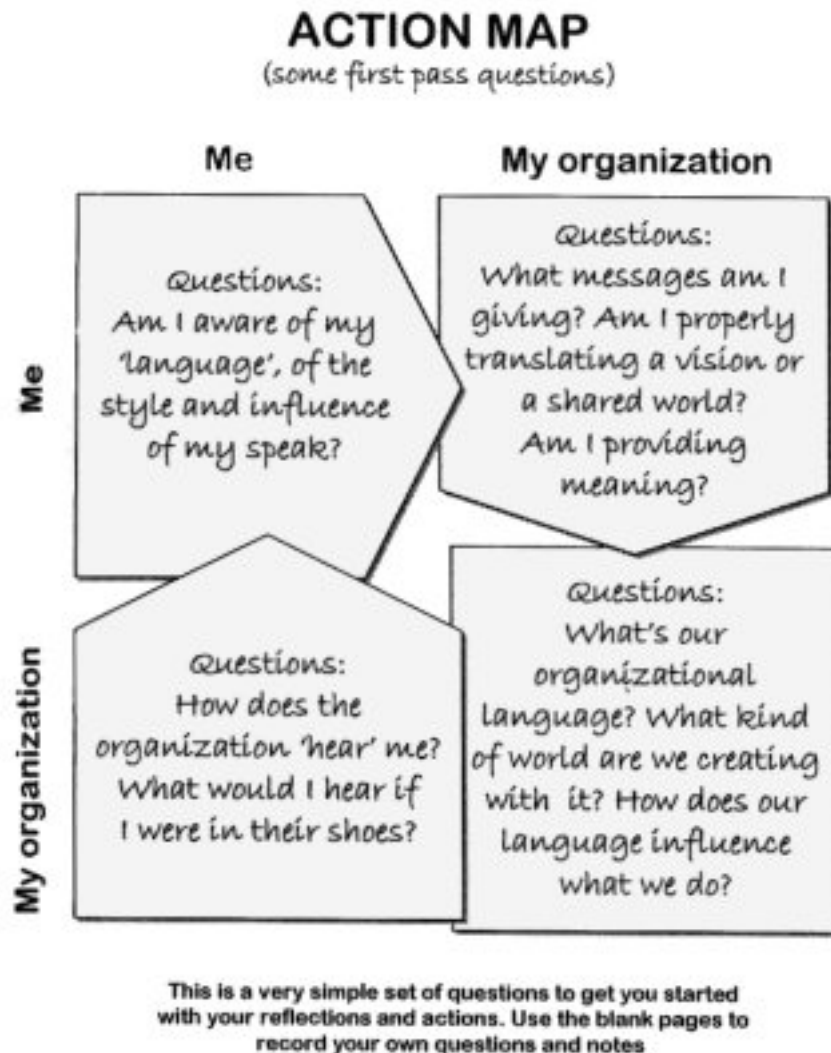 ACTION MAP
(some first pass questions)
Me
My organization
Me
Questions:
Am I aware of my
'language', of the
style and influence
of my speak?
Questions:
What messages am I
giving? Am I properly
translating a vision or
a shared world?
Am I providing
meaning?
My organization
Questions:
How does the
organization 'hear' me?
What would I hear if
I were in their shoes?
Questions:
What's our
organizational
language? What kind
of world are we creating
with it? How does our
language influence
what we do?
This is a very simple set of questions to get you started
with your reflections and actions. Use the blank pages to
record your own questions and notes